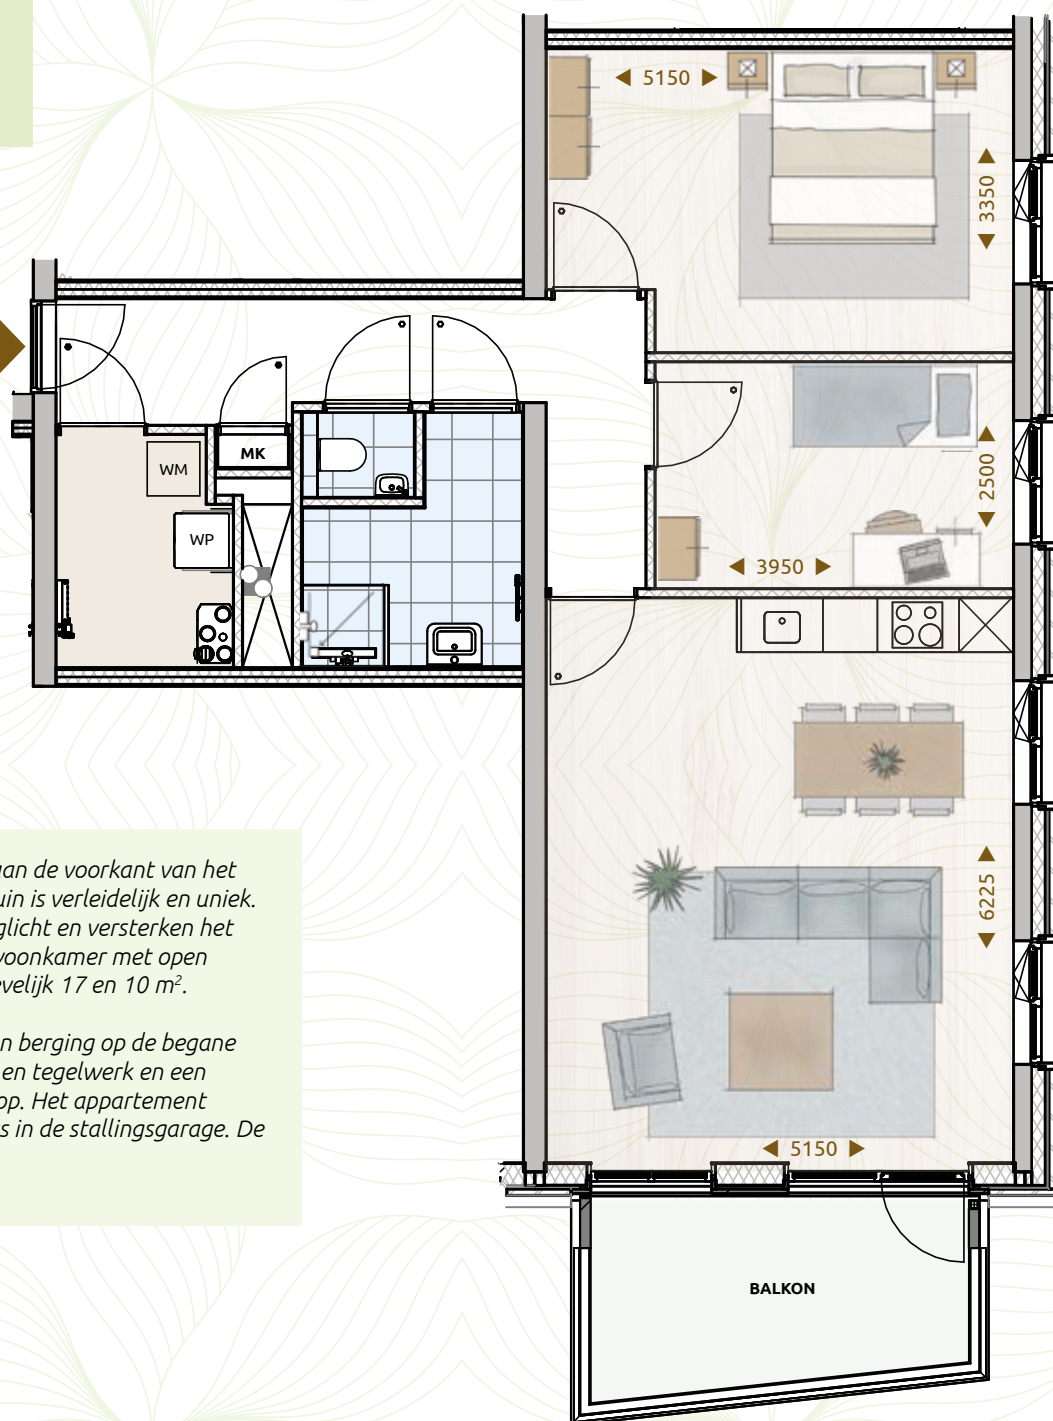 5150
3350
MK
WM
WP
2500
3950
6225
5150
BALKON
aan de voorkant van het
uin is verleidelijk en uniek.
glicht en versterken het
woonkamer met open
evelijk 17 en 10 m².
n berging op de begane
en tegelwerk en een
op. Het appartement
s in de stallingsgarage. De